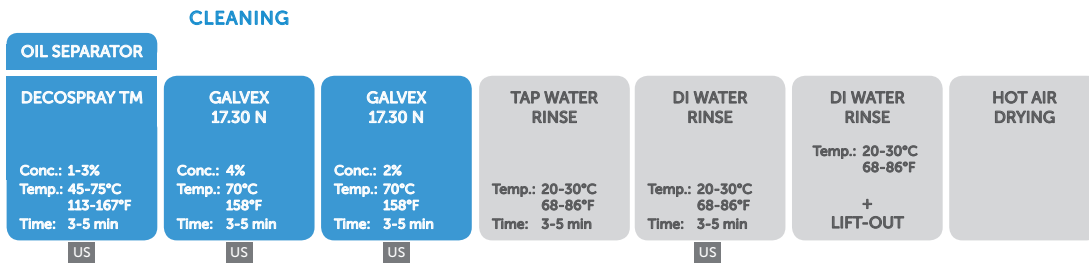 CLEANING
OIL SEPARATOR
DECOSPRAY TM
Conc.: 1-3%
Temp.: 45-75°C
113-167°F
Time: 3-5 min
US
GALVEX
17.30 N
Conc.: 4%
Temp.: 70°C
158°F
Time: 3-5 min
US
GALVEX
17.30 N
Conc.: 2%
Temp.: 70°C
158°F
Time: 3-5 min
US
TAP WATER
RINSE
Temp.: 20-30°C
68-86°F
Time: 3-5 min
DI WATER
RINSE
Temp.: 20-30°C
68-86°F
Time: 3-5 min
US
DI WATER
RINSE
Temp.: 20-30°C
68-86°F
+
LIFT-OUT
HOT AIR
DRYING